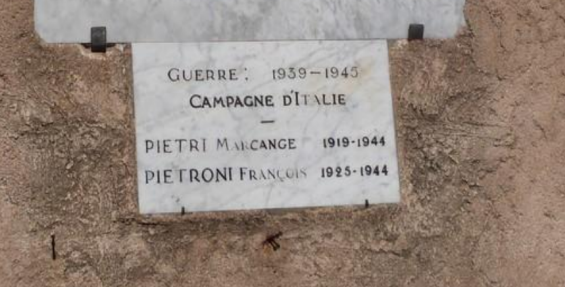 GUERRE: 1939-1945
CAMPAGNE D'ITALIE
PIETRI MARCANGE 1919-1944
PIETRONI FRANÇOIS 1925-1944